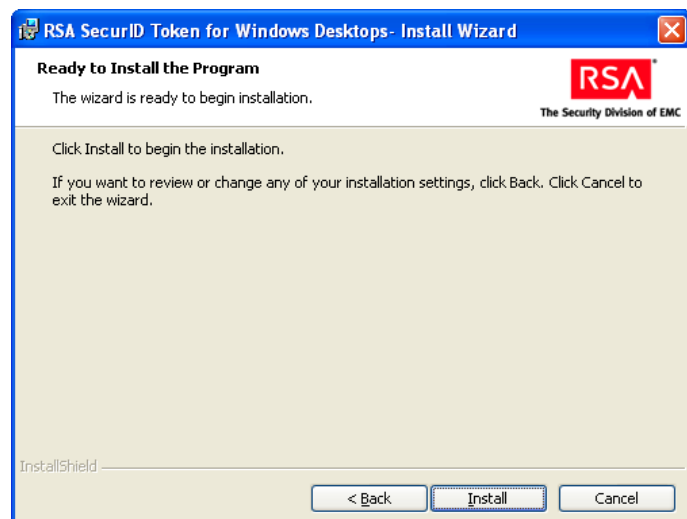 RSA SecurID Token for Windows Desktops- Install Wizard
Ready to Install the Program
The wizard is ready to begin installation.
RSA
The Security Division of EMC
Click Install to begin the installation.
If you want to review or change any of your installation settings, click Back. Click Cancel to
exit the wizard.
InstallShield
< Back
Install
Cancel